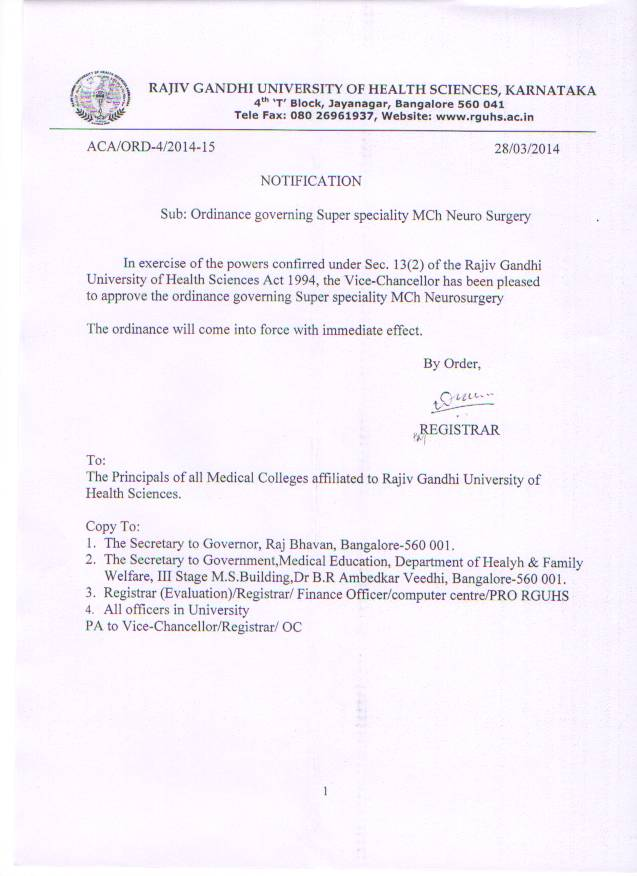 RAJIV GANDHI UNIVERSITY OF HEALTH SCIENCES, KARNATAKA
4th 'T' Block, Jayanagar, Bangalore 560 041
Tele Fax: 080 26961937, Website: www.rguhs.ac.in
ACA/ORD-4/2014-15 28/03/2014
NOTIFICATION
Sub: Ordinance governing Super speciality MCh Neuro Surgery
In exercise of the powers confirred under Sec. 13(2) of the Rajiv Gandhi
University of Health Sciences Act 1994, the Vice-Chancellor has been pleased
to approve the ordinance governing Super speciality MCh Neurosurgery
The ordinance will come into force with immediate effect.
By Order,
REGISTRAR
To:
The Principals of all Medical Colleges affiliated to Rajiv Gandhi University of
Health Sciences.
Copy To:
1. The Secretary to Governor, Raj Bhavan, Bangalore-560 001.
2. The Secretary to Government,Medical Education, Department of Healyh & Family
Welfare, III Stage M.S.Building,Dr B.R Ambedkar Veedhi, Bangalore-560 001.
3. Registrar (Evaluation)/Registrar/ Finance Officer/computer centre/PRO RGUHS
4. All officers in University
PA to Vice-Chancellor/Registrar/ OC
1